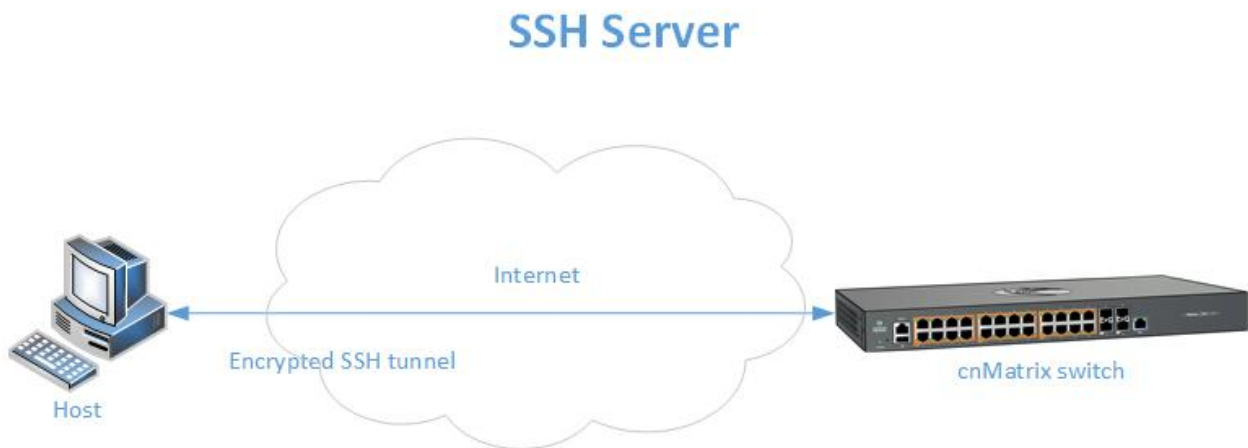 SSH Server
Internet
Encrypted SSH tunnel
Host
cnMatrix switch